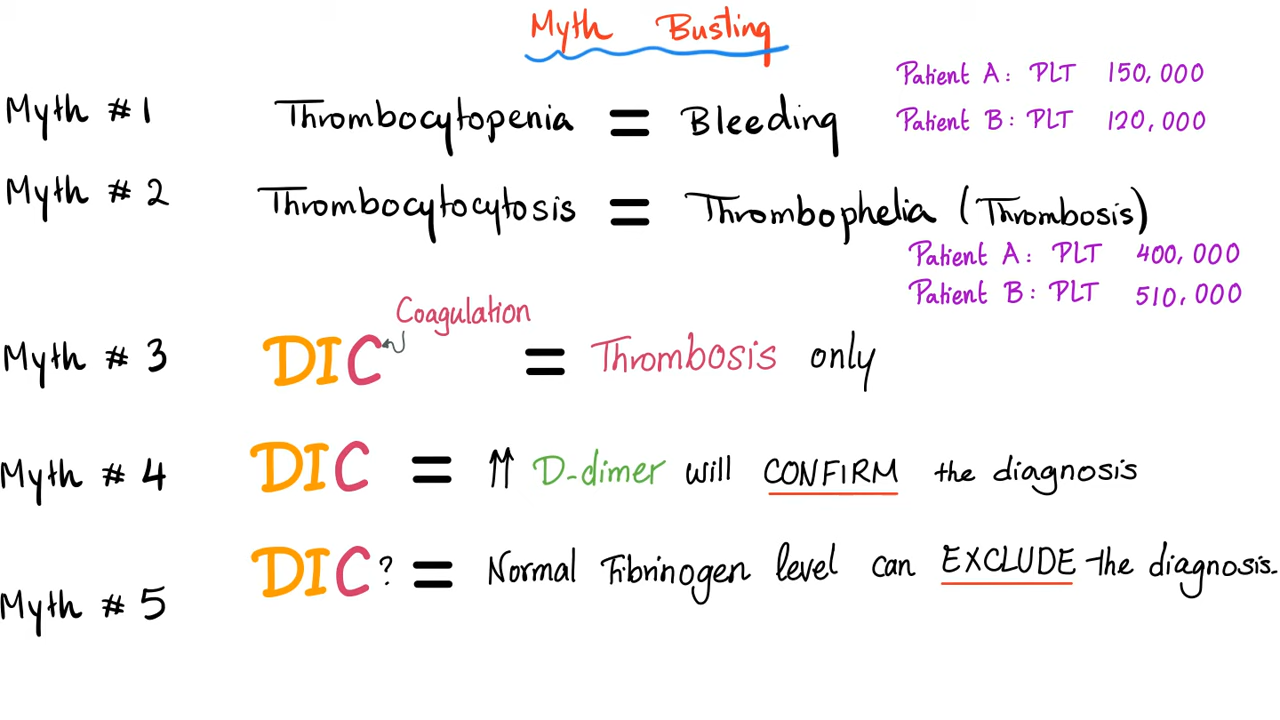 Myth Busting
Patient A: PLT 150,000
Myth # 1 Thrombocytopenia = Bleeding
Patient B: PLT 120,000
Myth # 2 Thrombocytocytosis = Thrombophelia (Thrombosis)
Patient A: PLT 400,000
Patient B: PLT 510,000
Coagulation
Myth # 3 DIC = Thrombosis only
Myth # 4 DIC = ⇈ D-dimer will CONFIRM the diagnosis
Myth # 5 DIC? = Normal Fibrinogen level can EXCLUDE the diagnosis.